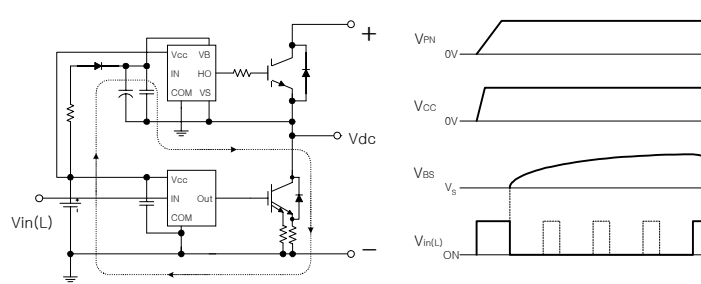 +
Vcc VB
IN HO
COM VS
Vdc
Vcc
IN Out
COM
Vin(L)
+
-
−
VPN
0V
VCC
0V
VBS
VS
Vin(L)
ON